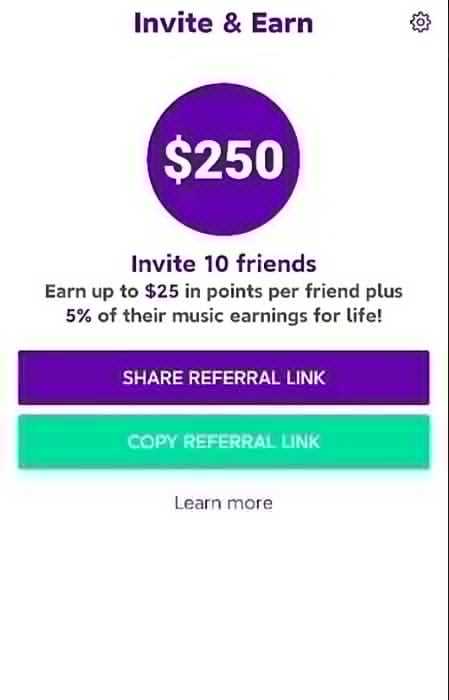 Invite & Earn
$250
Invite 10 friends
Earn up to $25 in points per friend plus
5% of their music earnings for life!
SHARE REFERRAL LINK
COPY REFERRAL LINK
Learn more